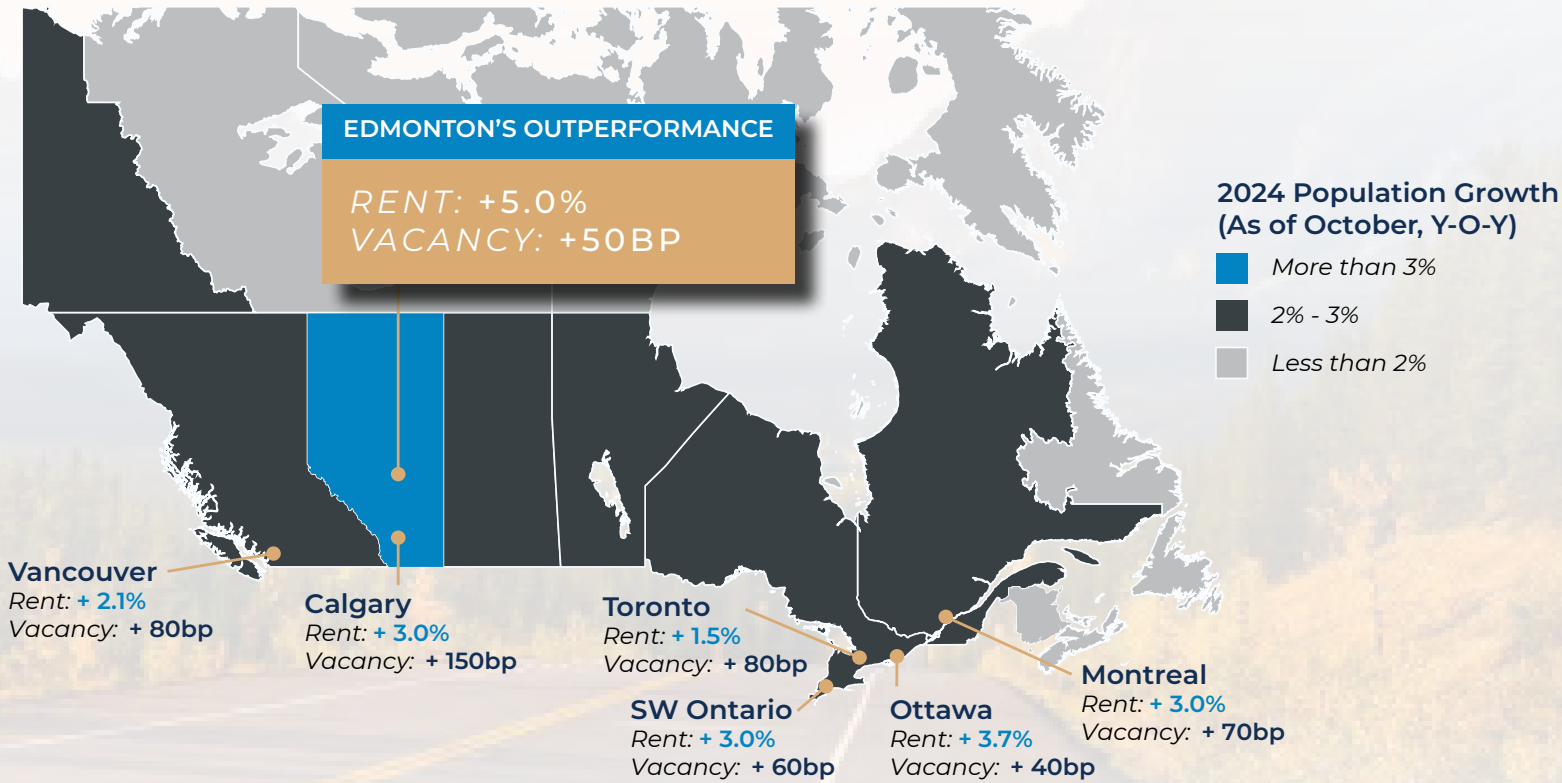 EDMONTON'S OUTPERFORMANCE
RENT: +5.0%
VACANCY: +50BP
2024 Population Growth
(As of October, Y-O-Y)
More than 3%
2% - 3%
Less than 2%
Vancouver
Rent: + 2.1%
Vacancy: + 80bp
Calgary
Rent: + 3.0%
Vacancy: + 150bp
Toronto
Rent: + 1.5%
Vacancy: + 80bp
SW Ontario
Rent: + 3.0%
Vacancy: + 60bp
Ottawa
Rent: + 3.7%
Vacancy: + 40bp
Montreal
Rent: + 3.0%
Vacancy: + 70bp